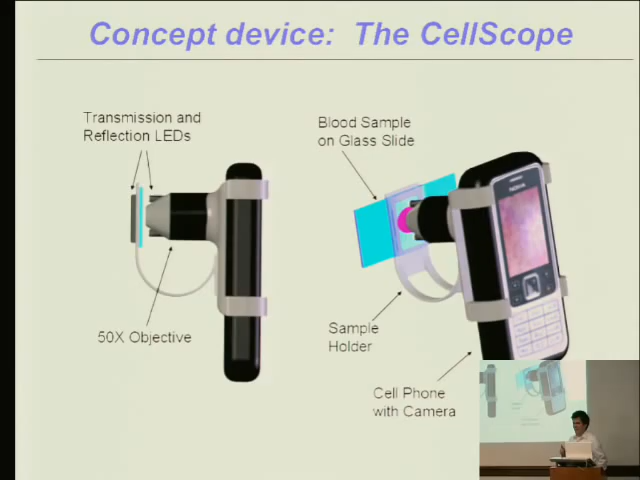 Concept device: The CellScope
Transmission and
Reflection LEDs
Blood Sample
on Glass Slide
NOKIA
50X Objective
Sample
Holder
Cell Phone
with Camera